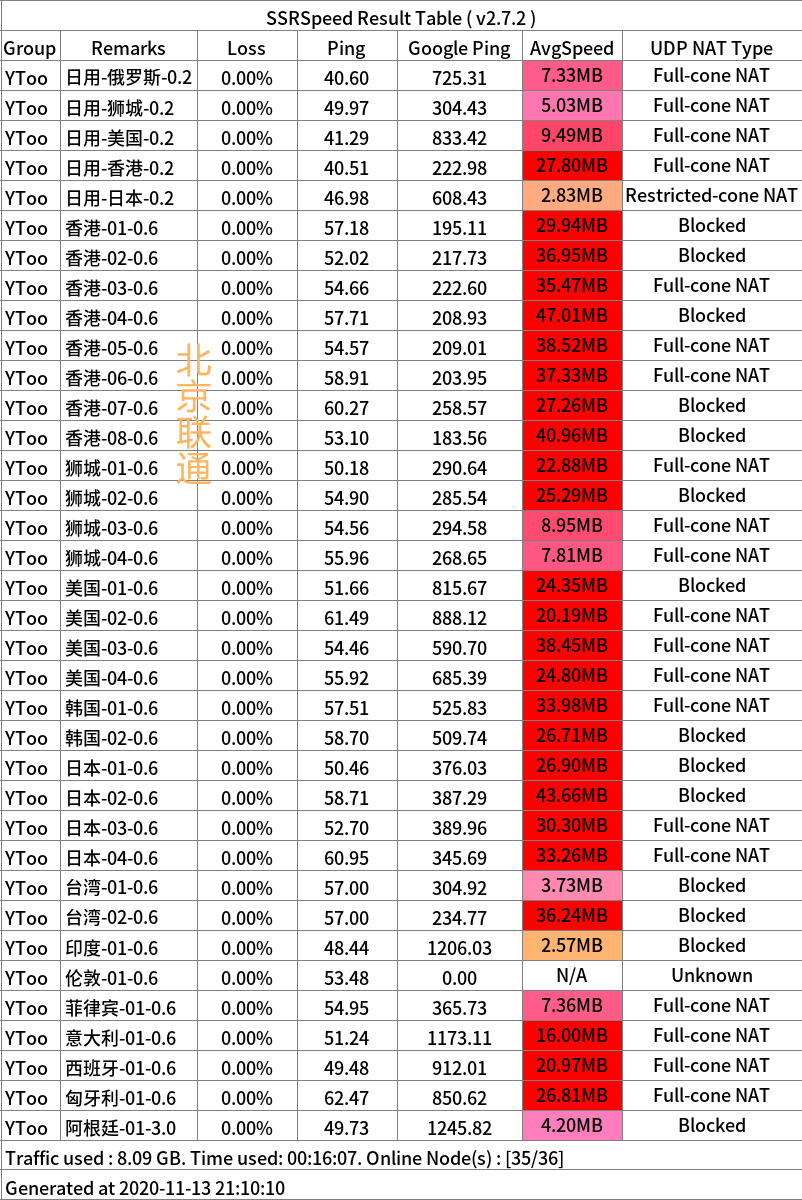 SSRSpeed Result Table ( v2.7.2 )
Group Remarks Loss Ping Google Ping AvgSpeed UDP NAT Type
YToo 日用-俄罗斯-0.2 0.00% 40.60 725.31 7.33MB Full-cone NAT
YToo 日用-狮城-0.2 0.00% 49.97 304.43 5.03MB Full-cone NAT
YToo 日用-美国-0.2 0.00% 41.29 833.42 9.49MB Full-cone NAT
YToo 日用-香港-0.2 0.00% 40.51 222.98 27.80MB Full-cone NAT
YToo 日用-日本-0.2 0.00% 46.98 608.43 2.83MB Restricted-cone NAT
YToo 香港-01-0.6 0.00% 57.18 195.11 29.94MB Blocked
YToo 香港-02-0.6 0.00% 52.02 217.73 36.95MB Blocked
YToo 香港-03-0.6 0.00% 54.66 222.60 35.47MB Full-cone NAT
YToo 香港-04-0.6 0.00% 57.71 208.93 47.01MB Blocked
YToo 香港-05-0.6 0.00% 54.57 209.01 38.52MB Full-cone NAT
YToo 香港-06-0.6 0.00% 58.91 203.95 37.33MB Full-cone NAT
YToo 香港-07-0.6 0.00% 60.27 258.57 27.26MB Blocked
YToo 香港-08-0.6 0.00% 53.10 183.56 40.96MB Blocked
YToo 狮城-01-0.6 0.00% 50.18 290.64 22.88MB Full-cone NAT
YToo 狮城-02-0.6 0.00% 54.90 285.54 25.29MB Blocked
YToo 狮城-03-0.6 0.00% 54.56 294.58 8.95MB Full-cone NAT
YToo 狮城-04-0.6 0.00% 55.96 268.65 7.81MB Full-cone NAT
YToo 美国-01-0.6 0.00% 51.66 815.67 24.35MB Blocked
YToo 美国-02-0.6 0.00% 61.49 888.12 20.19MB Full-cone NAT
YToo 美国-03-0.6 0.00% 54.46 590.70 38.45MB Full-cone NAT
YToo 美国-04-0.6 0.00% 55.92 685.39 24.80MB Full-cone NAT
YToo 韩国-01-0.6 0.00% 57.51 525.83 33.98MB Full-cone NAT
YToo 韩国-02-0.6 0.00% 58.70 509.74 26.71MB Blocked
YToo 日本-01-0.6 0.00% 50.46 376.03 26.90MB Blocked
YToo 日本-02-0.6 0.00% 58.71 387.29 43.66MB Blocked
YToo 日本-03-0.6 0.00% 52.70 389.96 30.30MB Full-cone NAT
YToo 日本-04-0.6 0.00% 60.95 345.69 33.26MB Full-cone NAT
YToo 台湾-01-0.6 0.00% 57.00 304.92 3.73MB Blocked
YToo 台湾-02-0.6 0.00% 57.00 234.77 36.24MB Blocked
YToo 印度-01-0.6 0.00% 48.44 1206.03 2.57MB Blocked
YToo 伦敦-01-0.6 0.00% 53.48 0.00 N/A Unknown
YToo 菲律宾-01-0.6 0.00% 54.95 365.73 7.36MB Full-cone NAT
YToo 意大利-01-0.6 0.00% 51.24 1173.11 16.00MB Full-cone NAT
YToo 西班牙-01-0.6 0.00% 49.48 912.01 20.97MB Full-cone NAT
YToo 匈牙利-01-0.6 0.00% 62.47 850.62 26.81MB Full-cone NAT
YToo 阿根廷-01-3.0 0.00% 49.73 1245.82 4.20MB Blocked
Traffic used : 8.09 GB. Time used: 00:16:07. Online Node(s) : [35/36]
Generated at 2020-11-13 21:10:10
北京联通